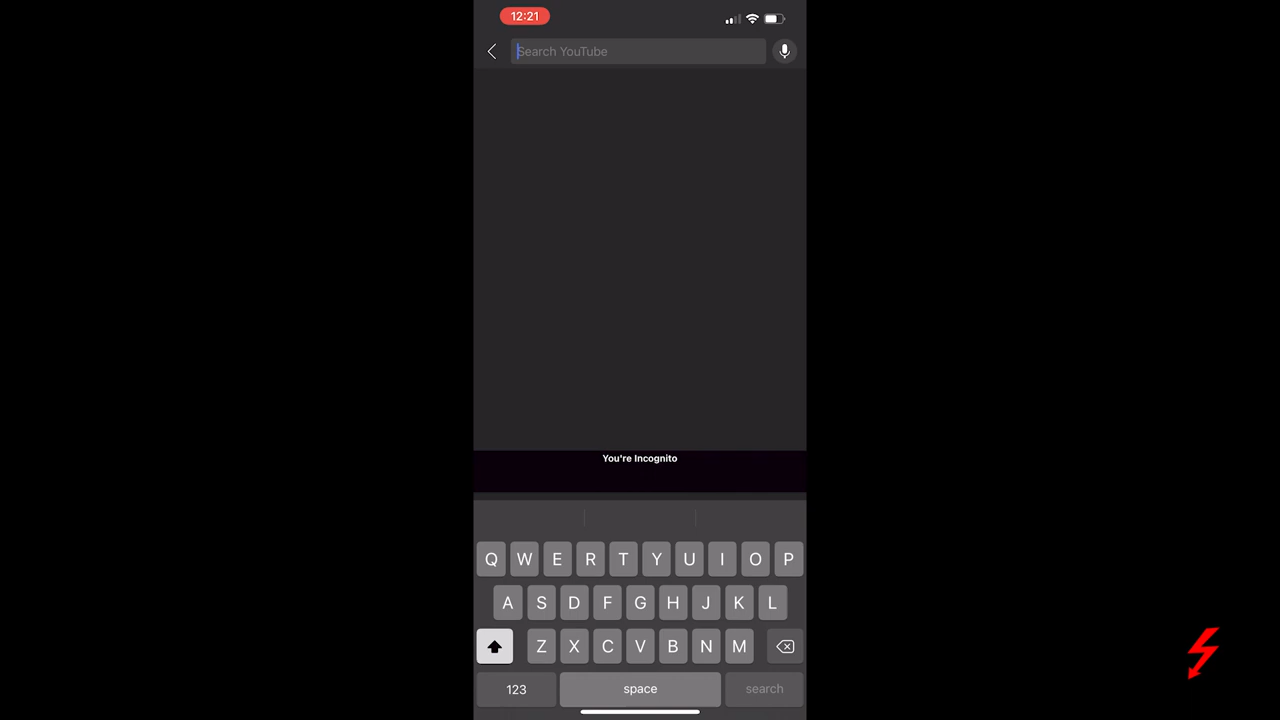 12:21
Search YouTube
You're Incognito
Q W E R T Y U I O P
A S D F G H J K L
Z X C V B N M
123 space search